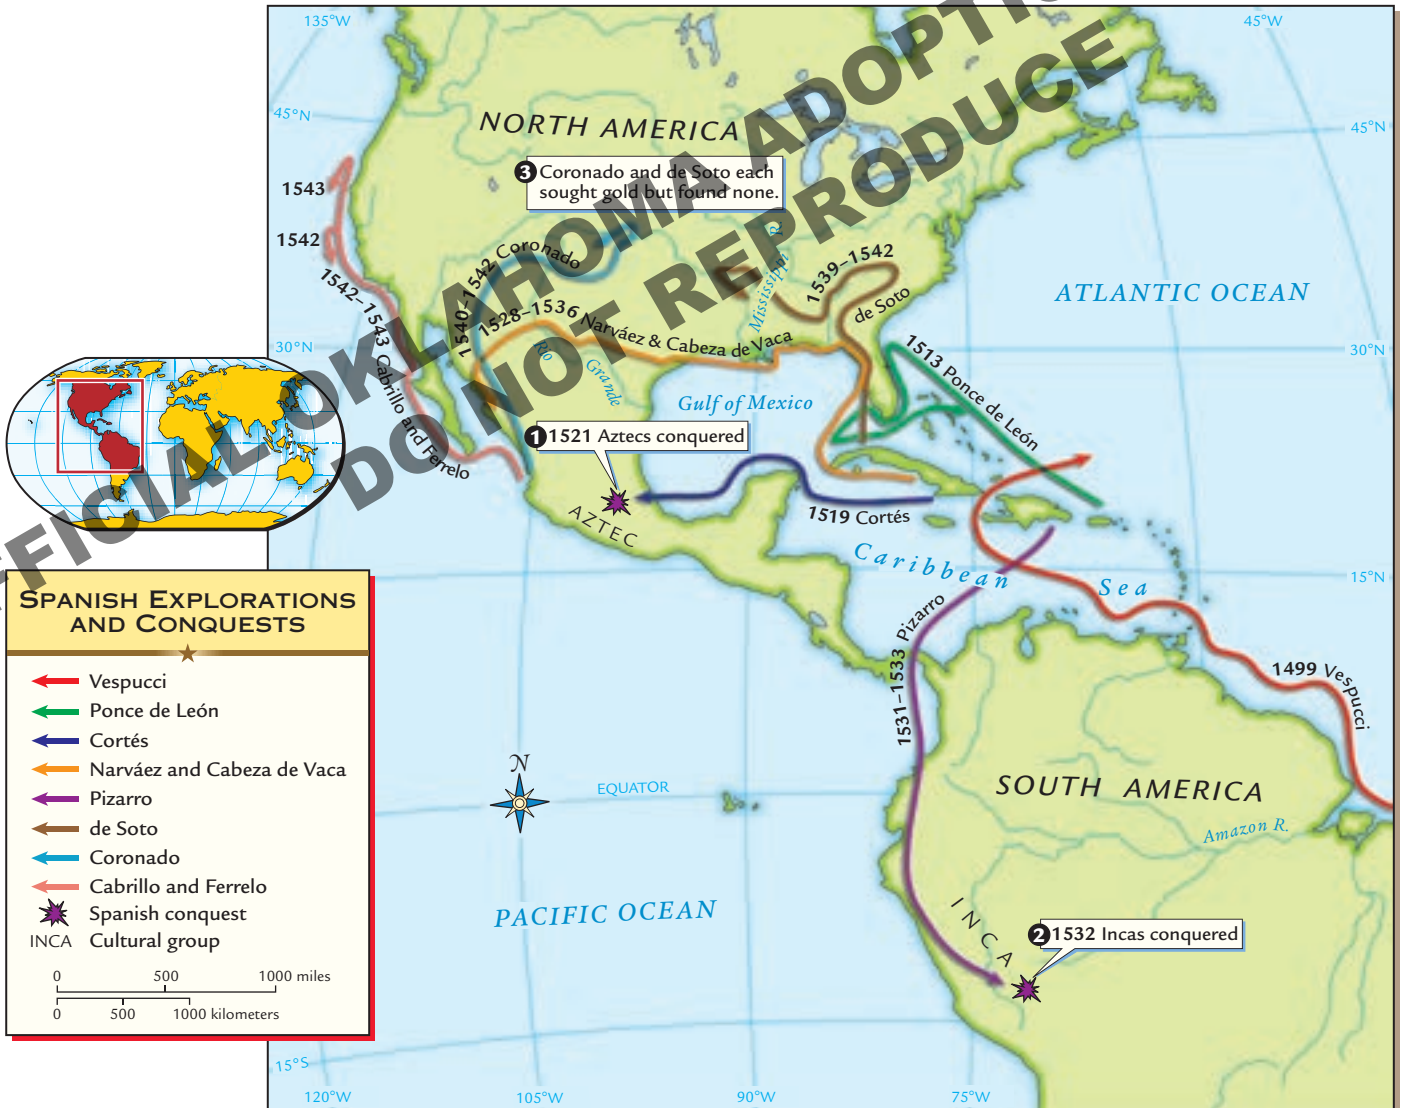 135°W
45°W
45°N
45°N
NORTH AMERICA
3 Coronado and de Soto each
sought gold but found none.
1543
1542
1542–1543 Cabrillo and Ferrelo
1540–1542 Coronado
1528–1536 Narváez & Cabeza de Vaca
Mississippi R.
1539–1542
de Soto
ATLANTIC OCEAN
30°N
30°N
Rio Grande
Gulf of Mexico
1513 Ponce de León
1 1521 Aztecs conquered
AZTEC
1519 Cortés
Caribbean Sea
15°N
1531–1533 Pizarro
1499 Vespucci
SOUTH AMERICA
N
EQUATOR
Amazon R.
PACIFIC OCEAN
INCA
2 1532 Incas conquered
15°S
120°W
105°W
90°W
75°W
SPANISH EXPLORATIONS
AND CONQUESTS
Vespucci
Ponce de León
Cortés
Narváez and Cabeza de Vaca
Pizarro
de Soto
Coronado
Cabrillo and Ferrelo
Spanish conquest
INCA Cultural group
0 500 1000 miles
0 500 1000 kilometers
OFFICIAL OKLAHOMA ADOPTIO
DO NOT REPRODUCE